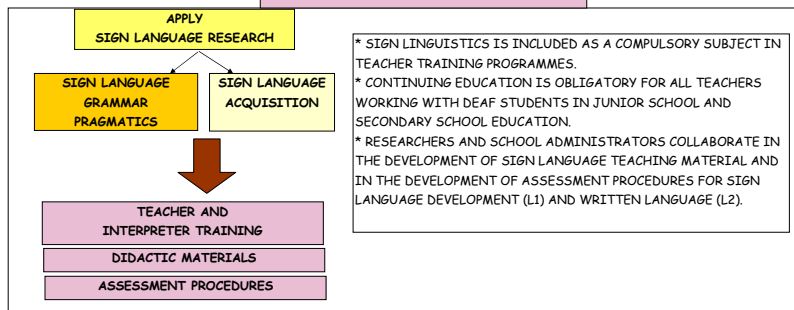 APPLY
SIGN LANGUAGE RESEARCH
SIGN LANGUAGE
GRAMMAR
PRAGMATICS
SIGN LANGUAGE
ACQUISITION
TEACHER AND
INTERPRETER TRAINING
DIDACTIC MATERIALS
ASSESSMENT PROCEDURES
* SIGN LINGUISTICS IS INCLUDED AS A COMPULSORY SUBJECT IN
TEACHER TRAINING PROGRAMMES.
* CONTINUING EDUCATION IS OBLIGATORY FOR ALL TEACHERS
WORKING WITH DEAF STUDENTS IN JUNIOR SCHOOL AND
SECONDARY SCHOOL EDUCATION.
* RESEARCHERS AND SCHOOL ADMINISTRATORS COLLABORATE IN
THE DEVELOPMENT OF SIGN LANGUAGE TEACHING MATERIAL AND
IN THE DEVELOPMENT OF ASSESSMENT PROCEDURES FOR SIGN
LANGUAGE DEVELOPMENT (L1) AND WRITTEN LANGUAGE (L2).